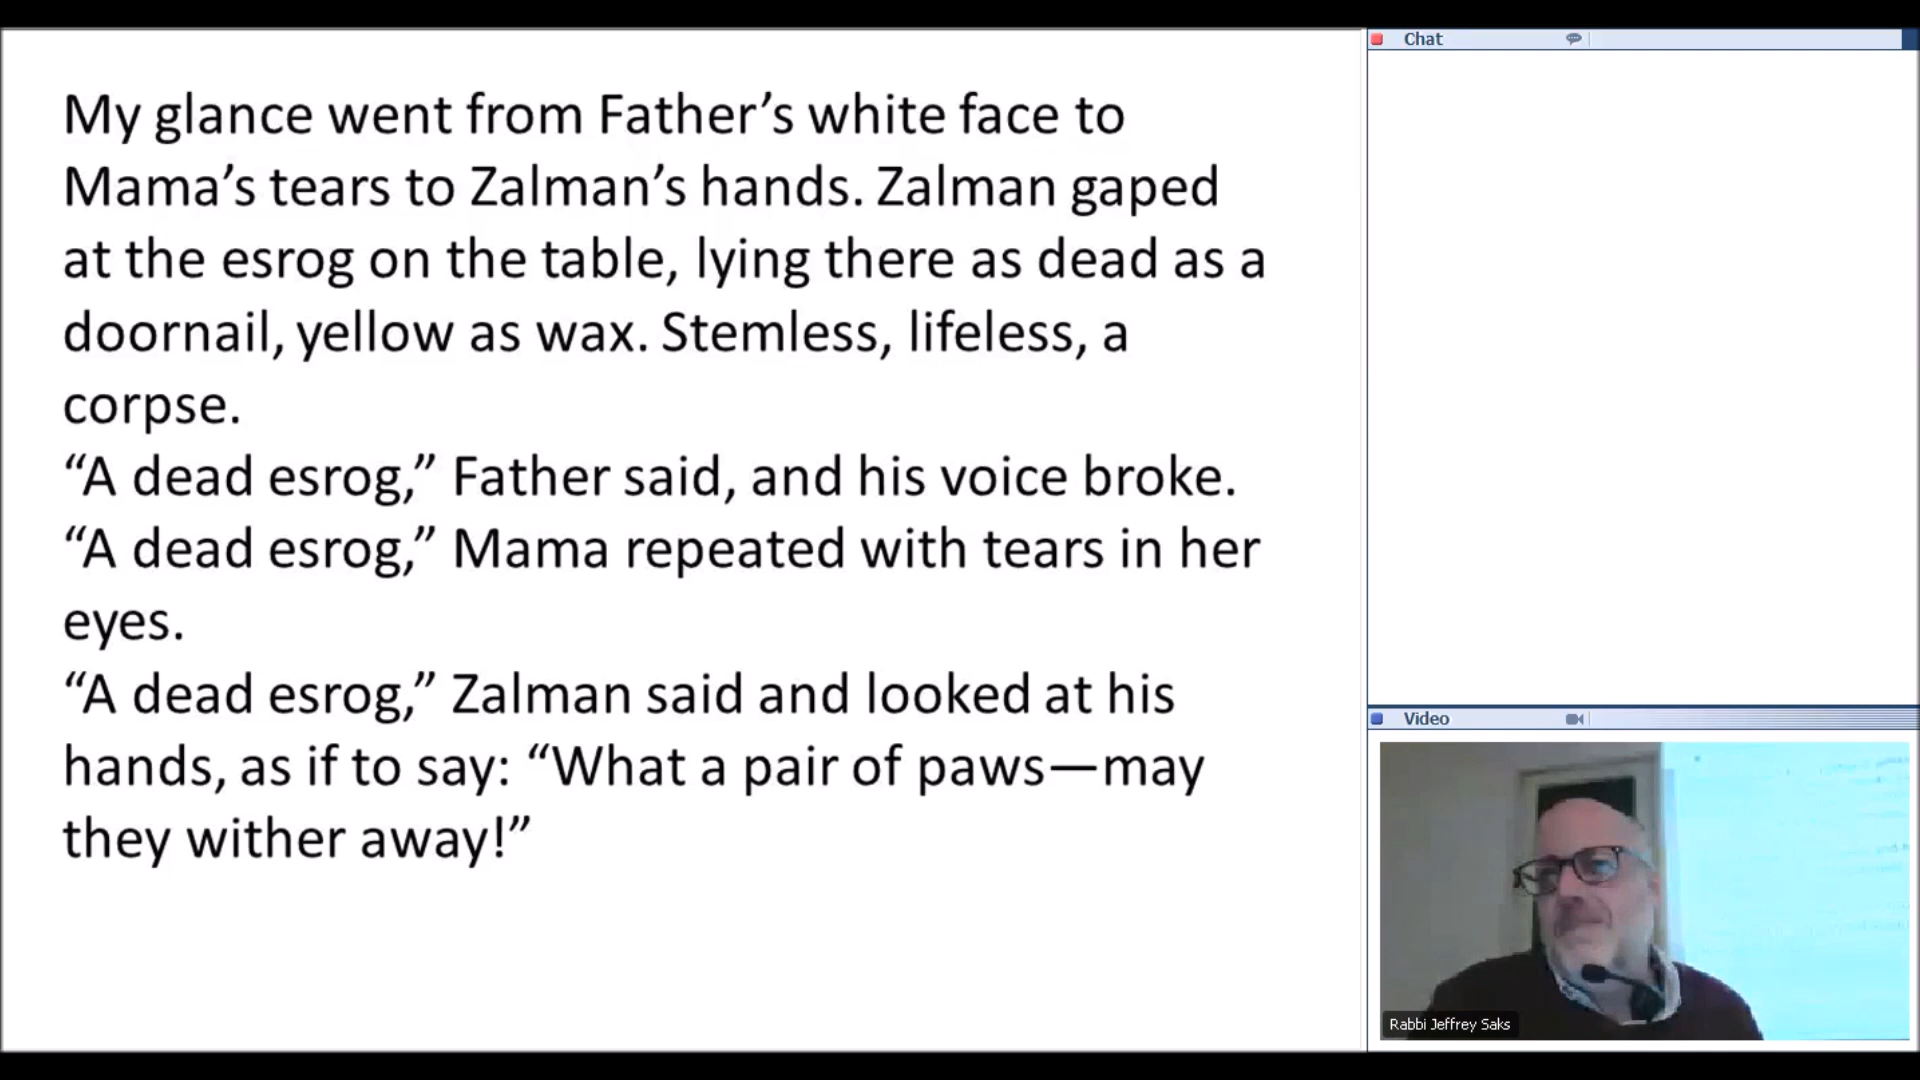 My glance went from Father’s white face to
Mama’s tears to Zalman’s hands. Zalman gaped
at the esrog on the table, lying there as dead as a
doornail, yellow as wax. Stemless, lifeless, a
corpse.
“A dead esrog,” Father said, and his voice broke.
“A dead esrog,” Mama repeated with tears in her
eyes.
“A dead esrog,” Zalman said and looked at his
hands, as if to say: “What a pair of paws—may
they wither away!”
Chat
Video
Rabbi Jeffrey Saks